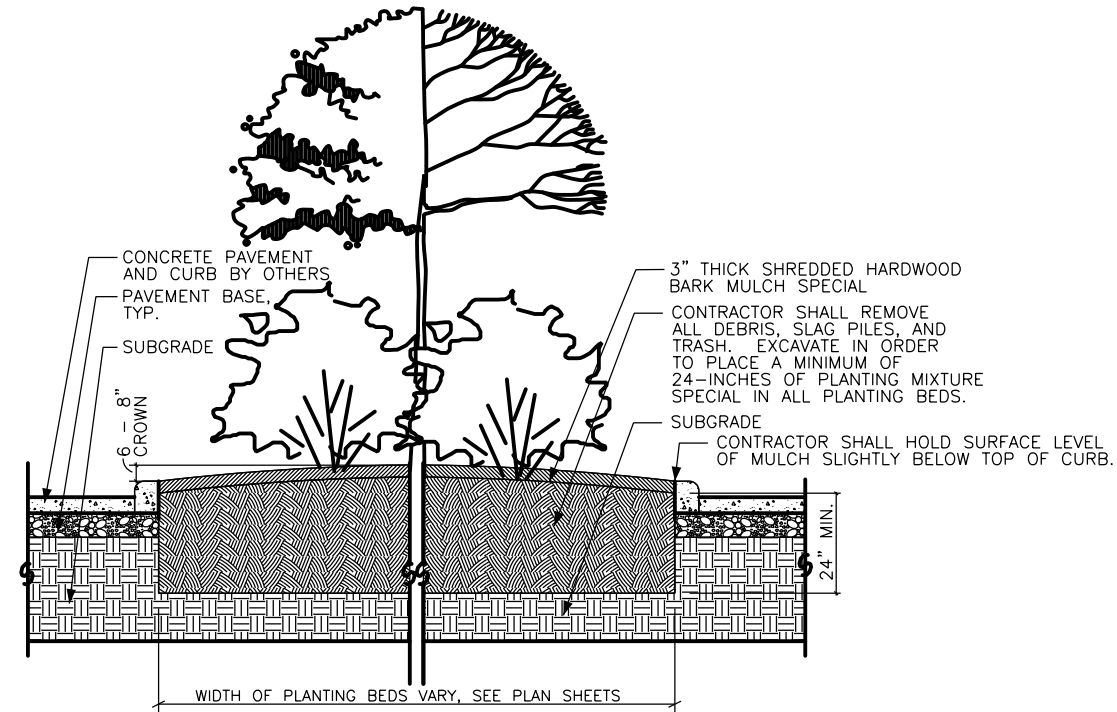 CONCRETE PAVEMENT
AND CURB BY OTHERS
PAVEMENT BASE,
TYP.
SUBGRADE
6 – 8"
CROWN
3" THICK SHREDDED HARDWOOD
BARK MULCH SPECIAL
CONTRACTOR SHALL REMOVE
ALL DEBRIS, SLAG PILES, AND
TRASH. EXCAVATE IN ORDER
TO PLACE A MINIMUM OF
24–INCHES OF PLANTING MIXTURE
SPECIAL IN ALL PLANTING BEDS.
SUBGRADE
CONTRACTOR SHALL HOLD SURFACE LEVEL
OF MULCH SLIGHTLY BELOW TOP OF CURB.
24" MIN.
WIDTH OF PLANTING BEDS VARY, SEE PLAN SHEETS